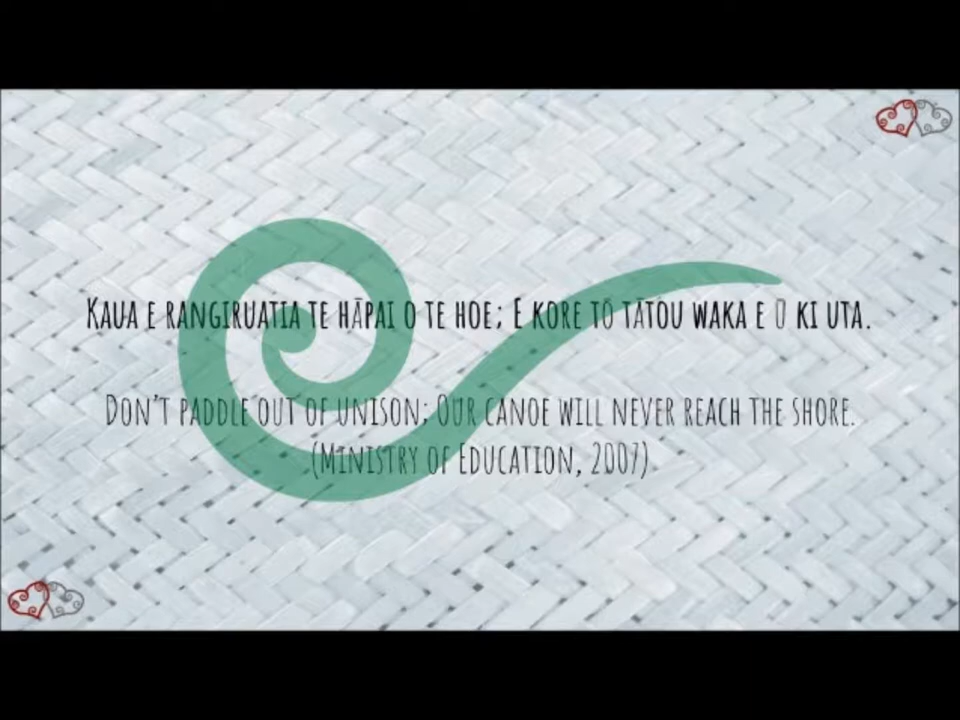 Kaua e rangiruatia te hāpai o te hoe; E kore tō tātou waka e ki uta.
Don't paddle out of unison; Our canoe will never reach the shore.
(Ministry of Education, 2007)